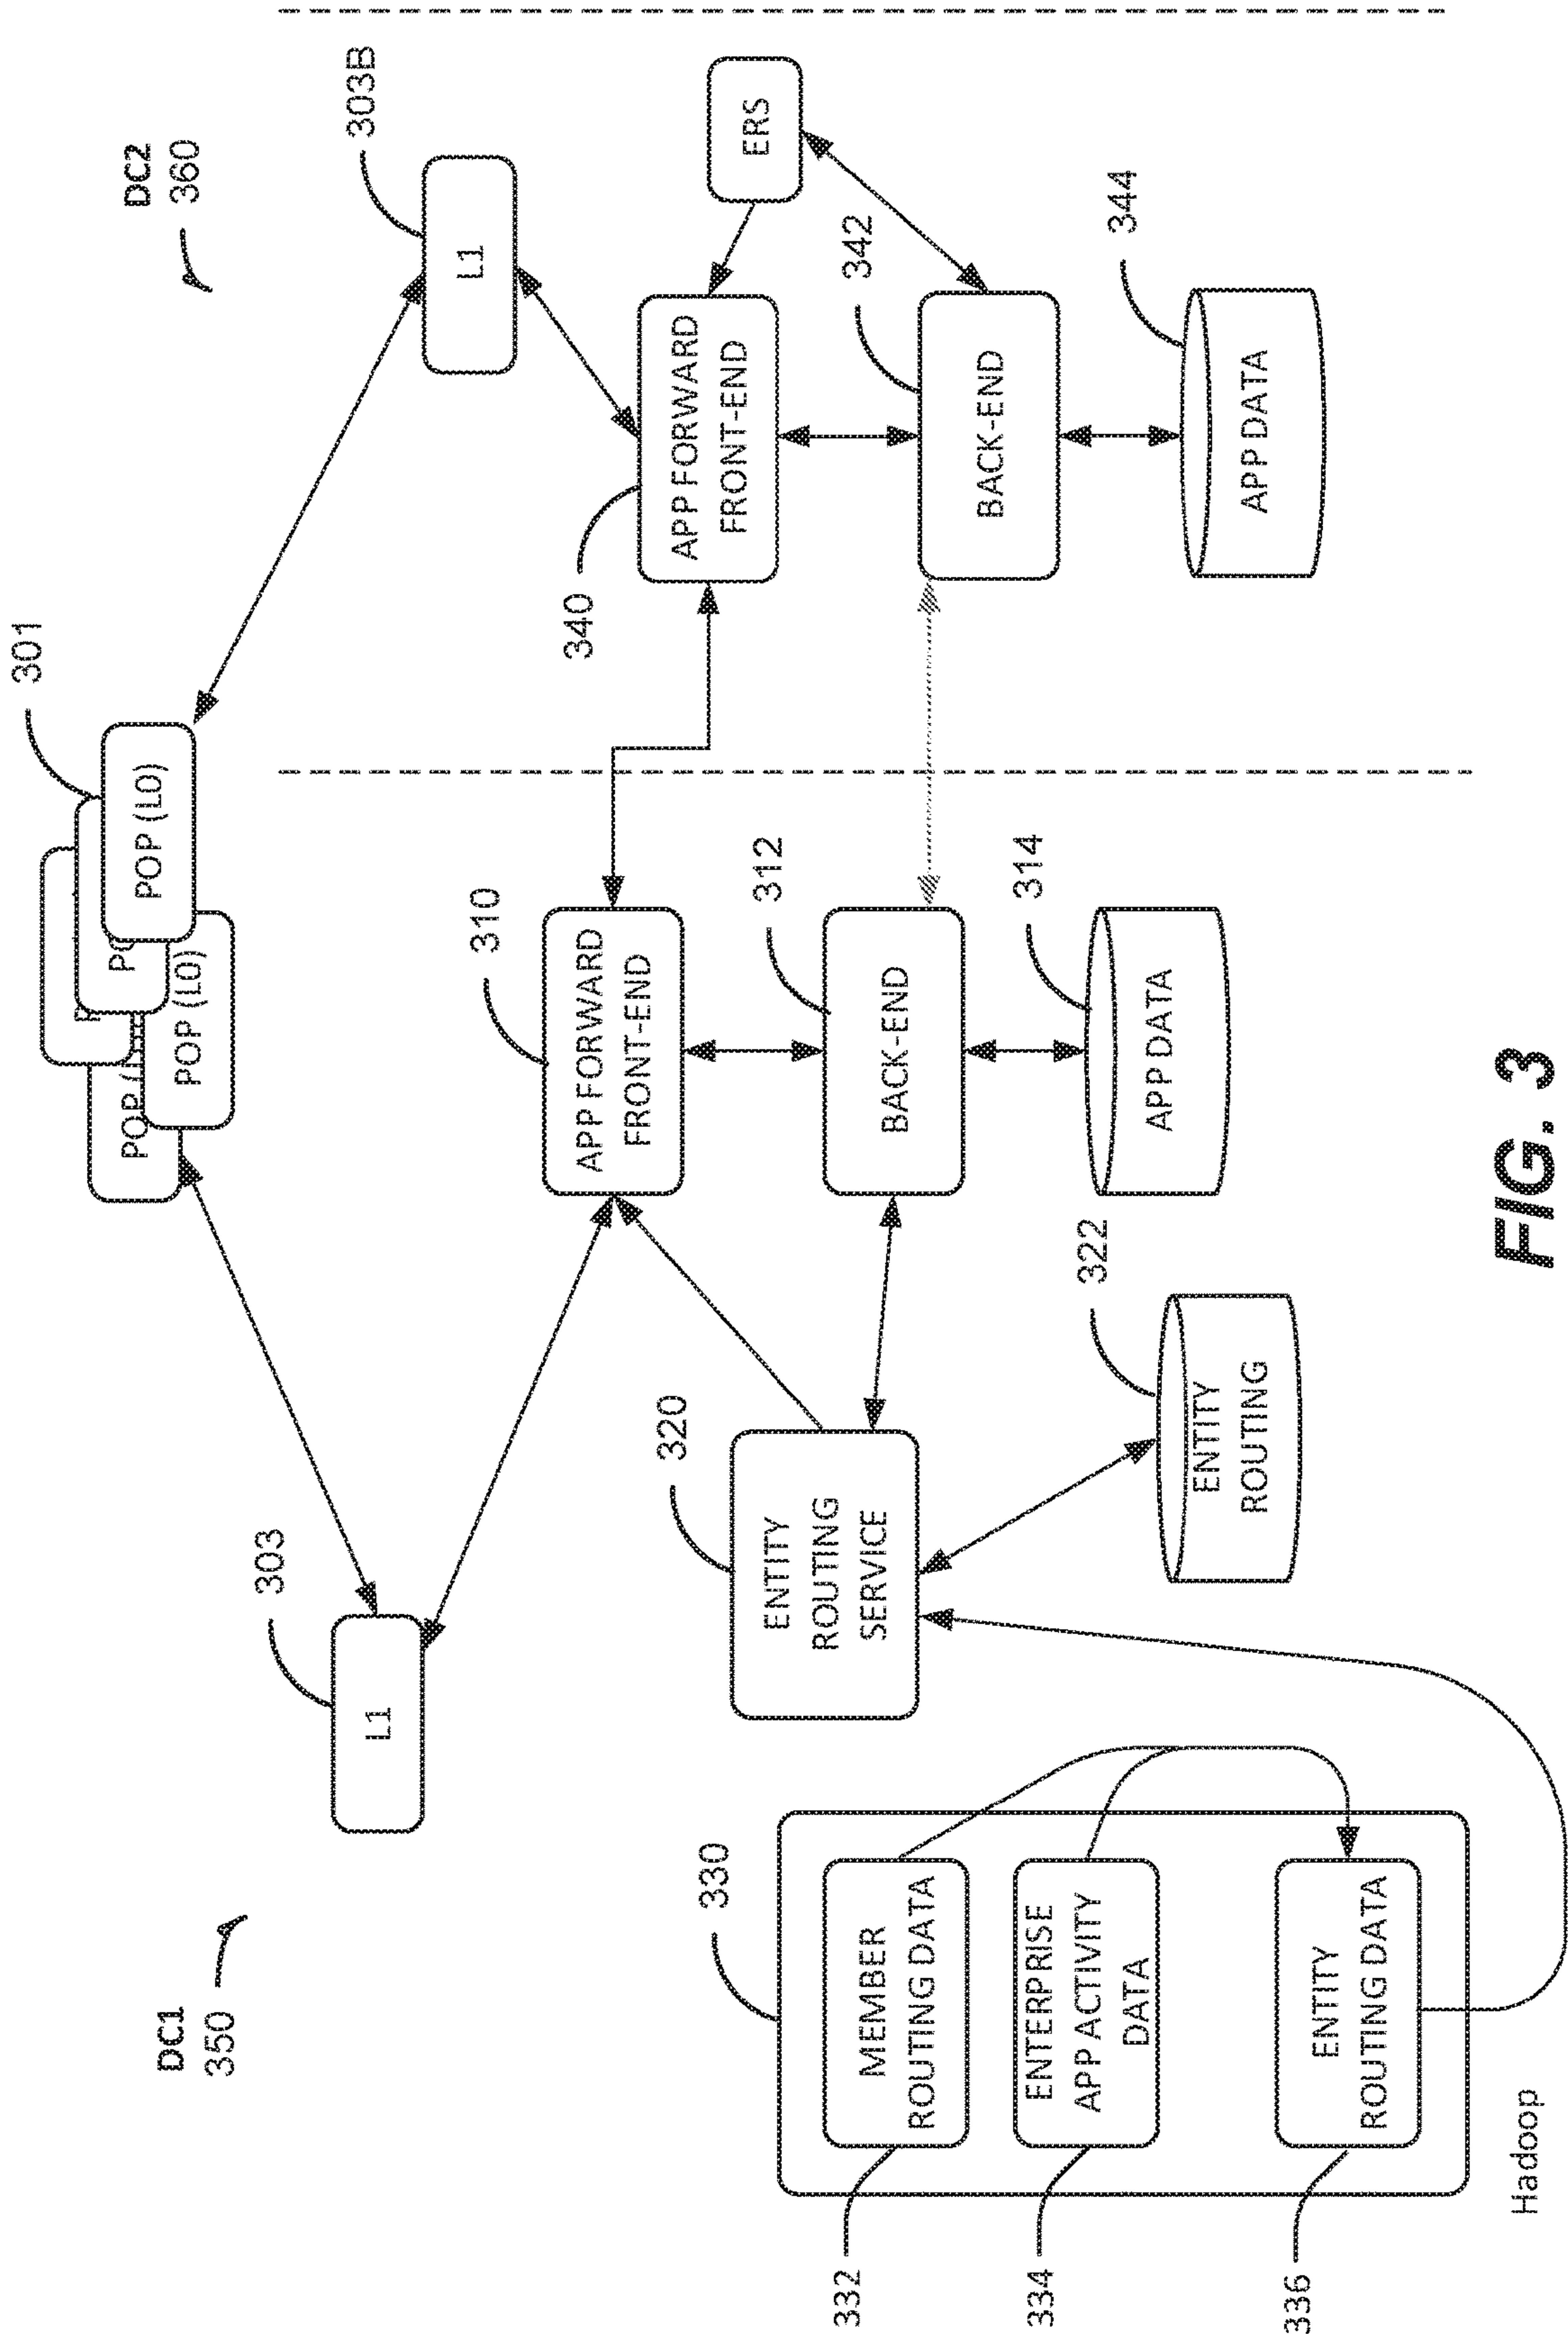 DC1
350
DC2
360
301
POP (L0)
PO
POP (L0)
POP (
303
L1
303B
L1
310
APP FORWARD
FRONT-END
340
APP FORWARD
FRONT-END
ERS
320
ENTITY
ROUTING
SERVICE
312
BACK-END
342
BACK-END
314
APP DATA
344
APP DATA
322
ENTITY
ROUTING
330
332
MEMBER
ROUTING DATA
334
ENTERPRISE
APP ACTIVITY
DATA
336
ENTITY
ROUTING DATA
Hadoop
FIG. 3